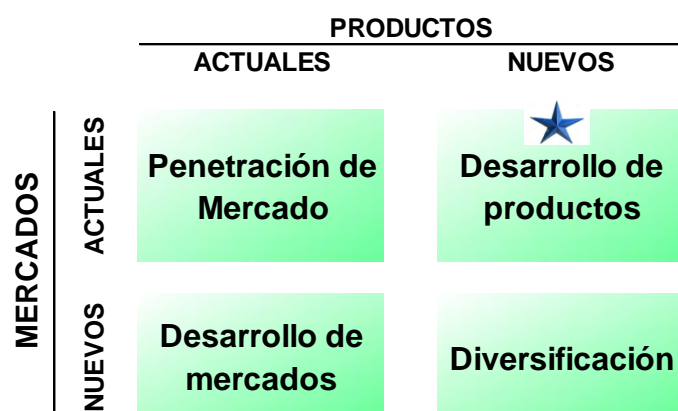 PRODUCTOS
ACTUALES NUEVOS
MERCADOS
ACTUALES
Penetración de
Mercado
Desarrollo de
productos
NUEVOS
Desarrollo de
mercados
Diversificación